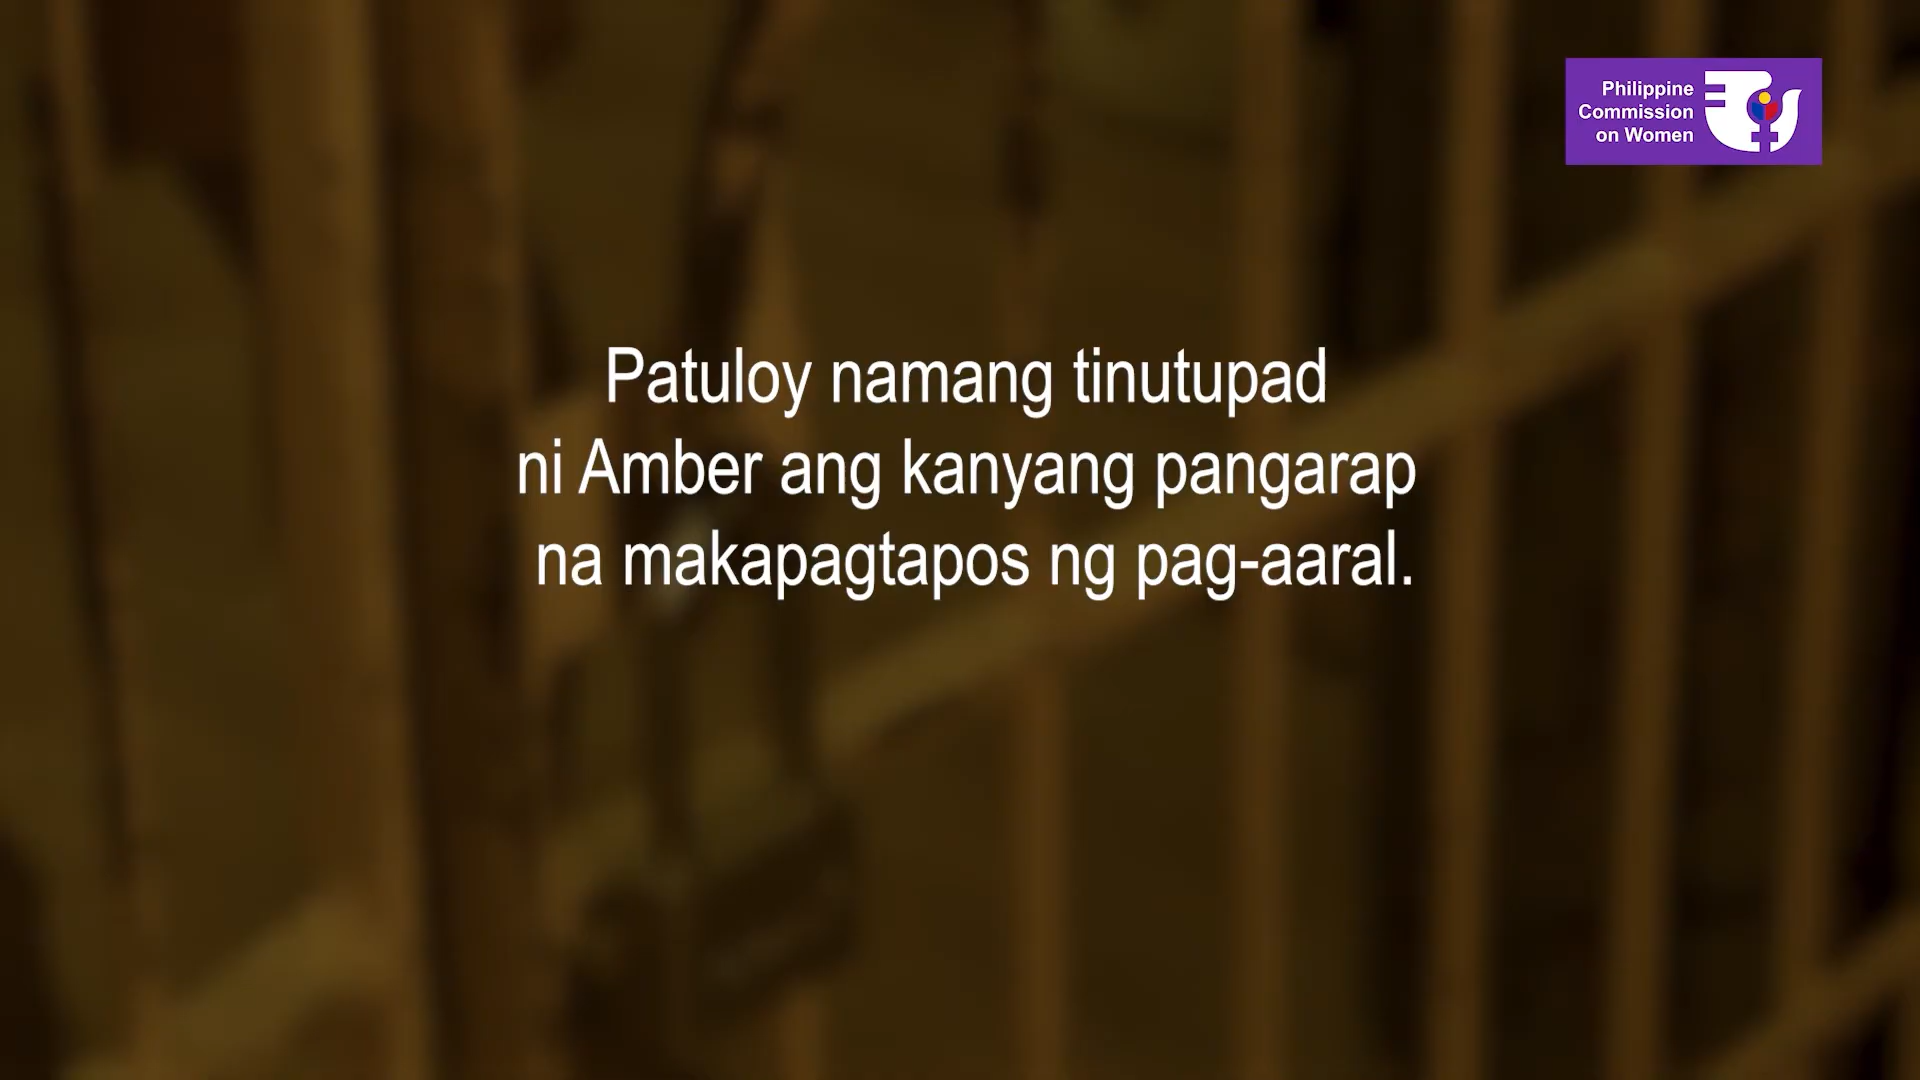 Philippine
Commission
on Women
Patuloy namang tinutupad
ni Amber ang kanyang pangarap
na makapagtapos ng pag-aaral.